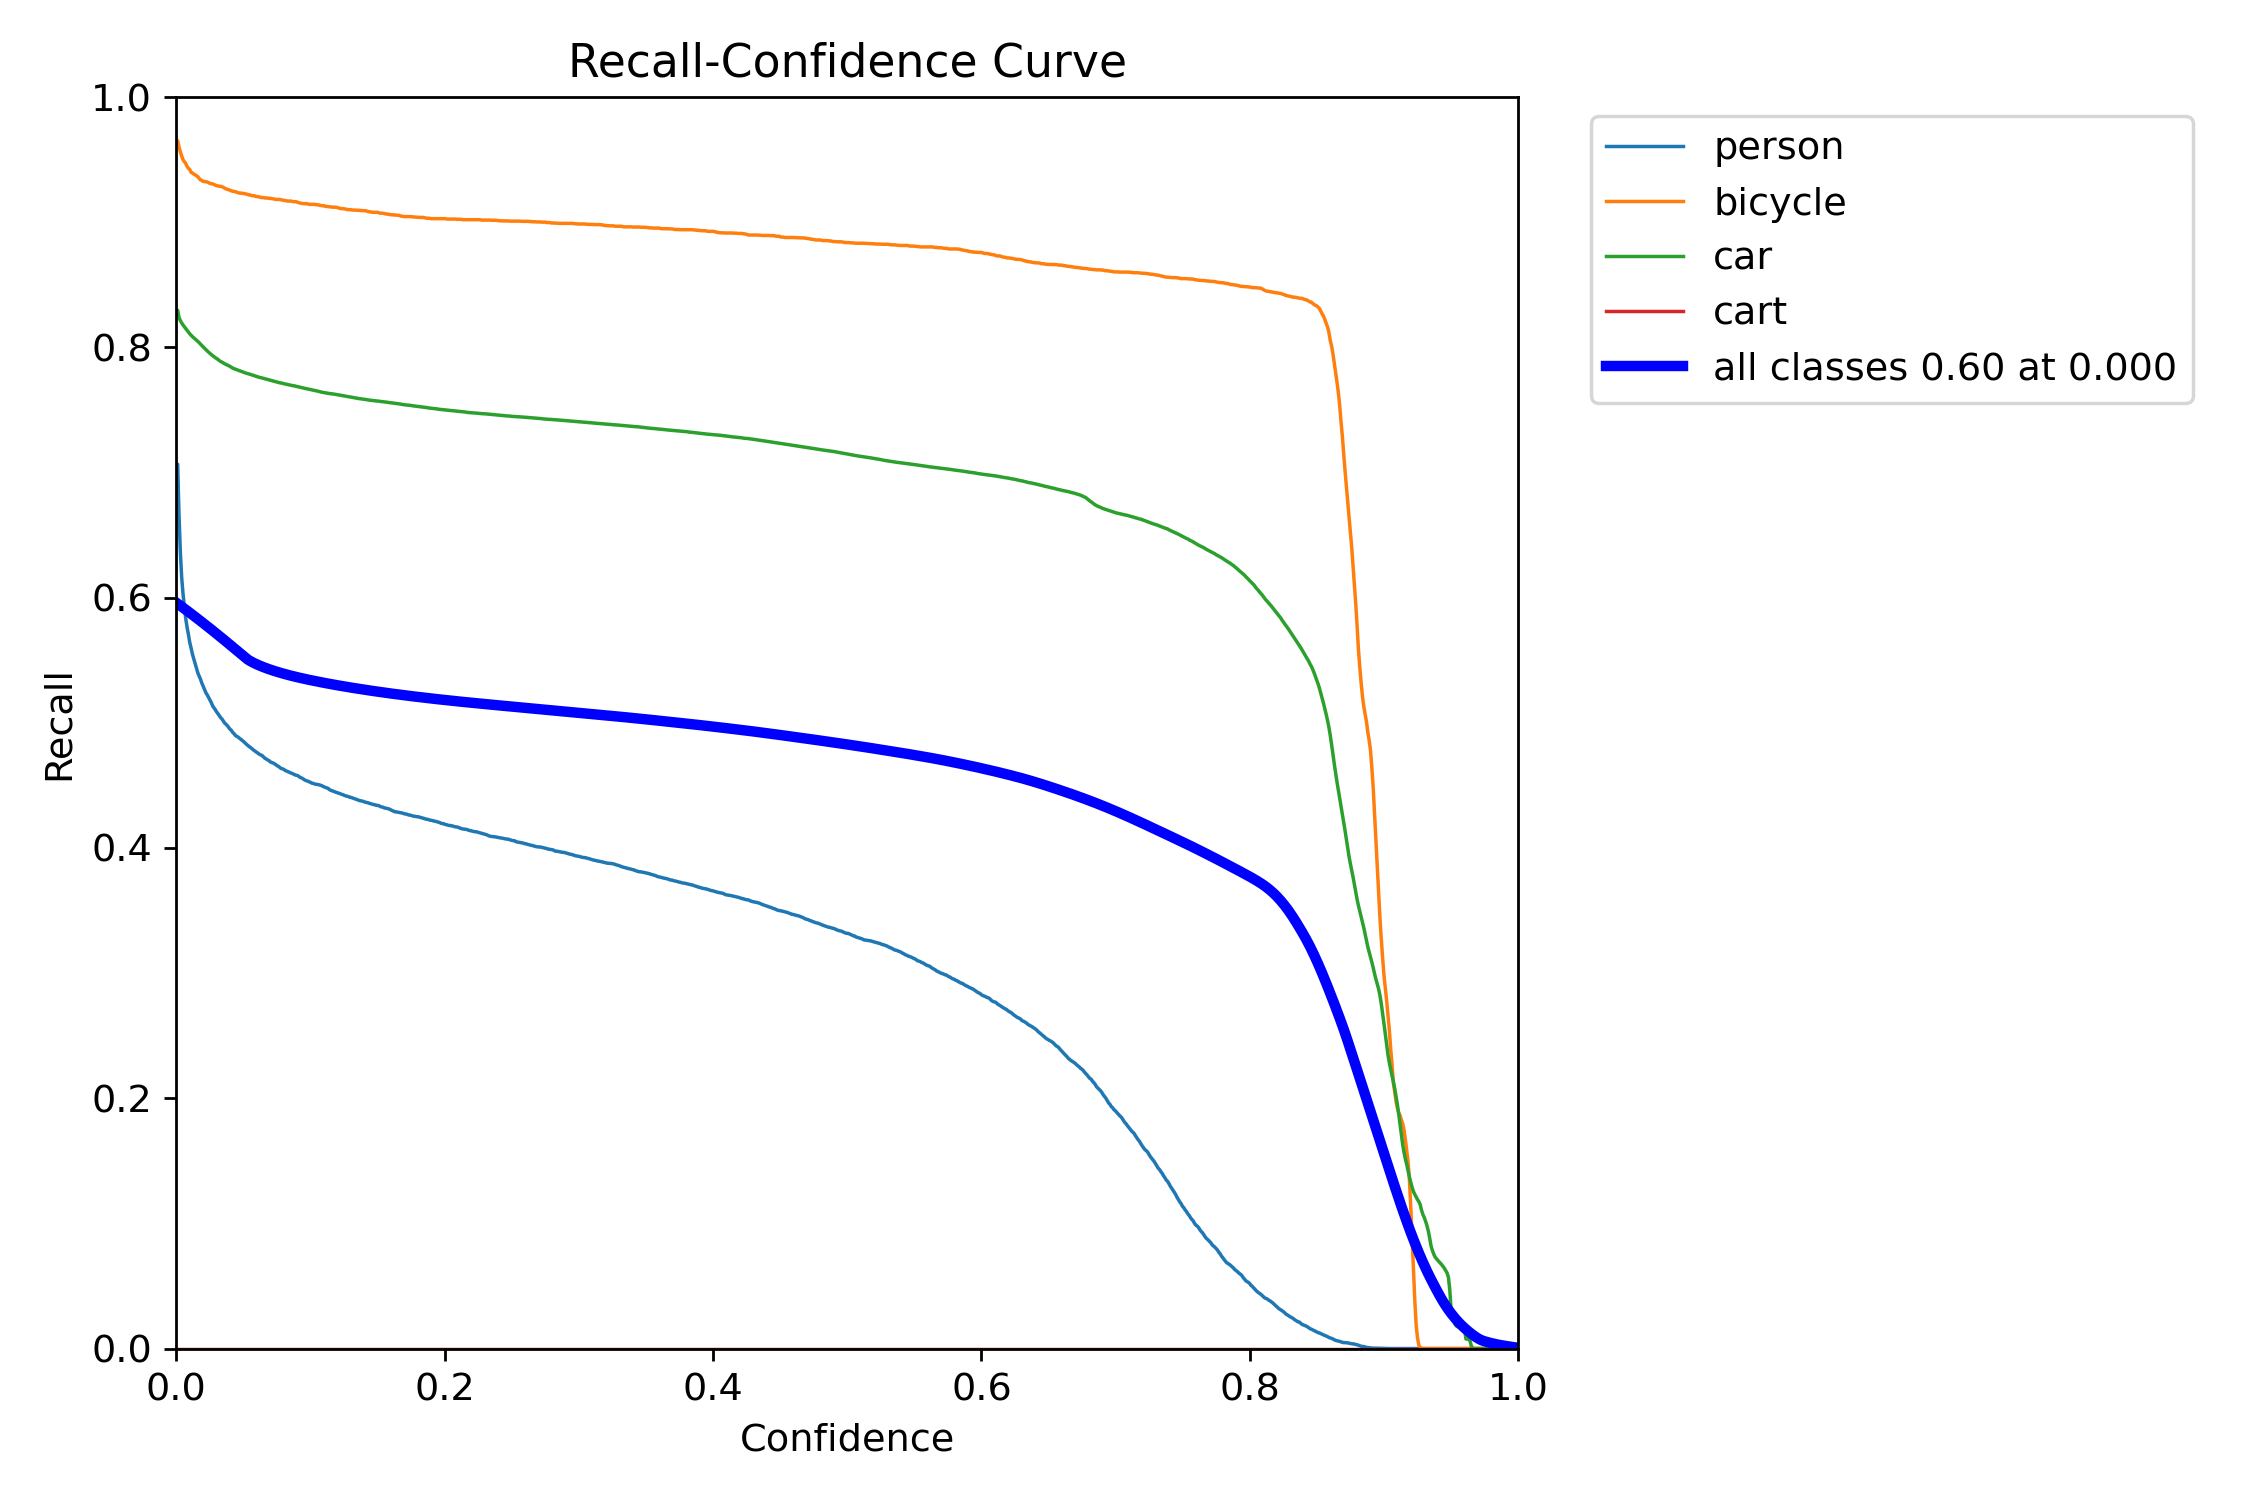 Recall-Confidence Curve
1.0
0.8
0.6
0.4
0.2
0.0
Recall
0.0 0.2 0.4 0.6 0.8 1.0
Confidence
person
bicycle
car
cart
all classes 0.60 at 0.000